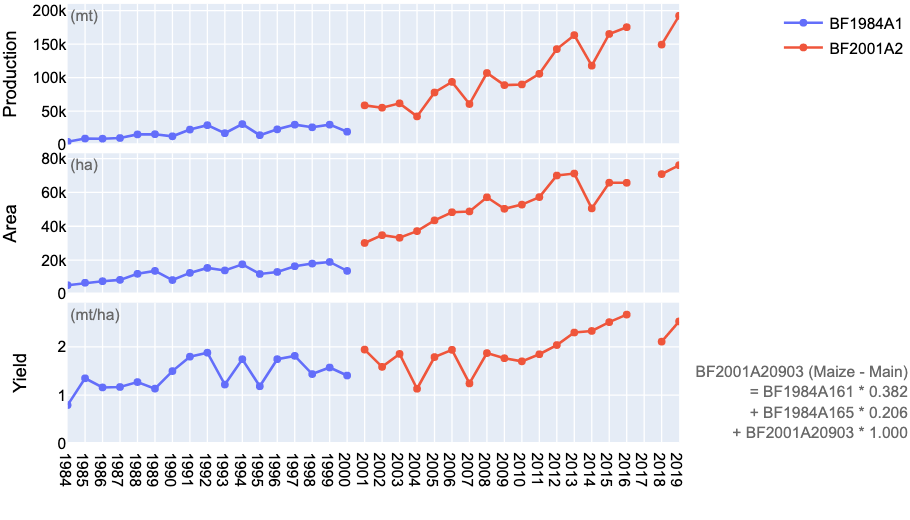 200k
(mt)
150k
100k
50k
0
Production
80k
(ha)
60k
40k
20k
0
Area
(mt/ha)
2
1
0
Yield
1984
1985
1986
1987
1988
1989
1990
1991
1992
1993
1994
1995
1996
1997
1998
1999
2000
2001
2002
2003
2004
2005
2006
2007
2008
2009
2010
2011
2012
2013
2014
2015
2016
2017
2018
2019
BF1984A1
BF2001A2
BF2001A20903 (Maize - Main)
= BF1984A161 * 0.382
+ BF1984A165 * 0.206
+ BF2001A20903 * 1.000